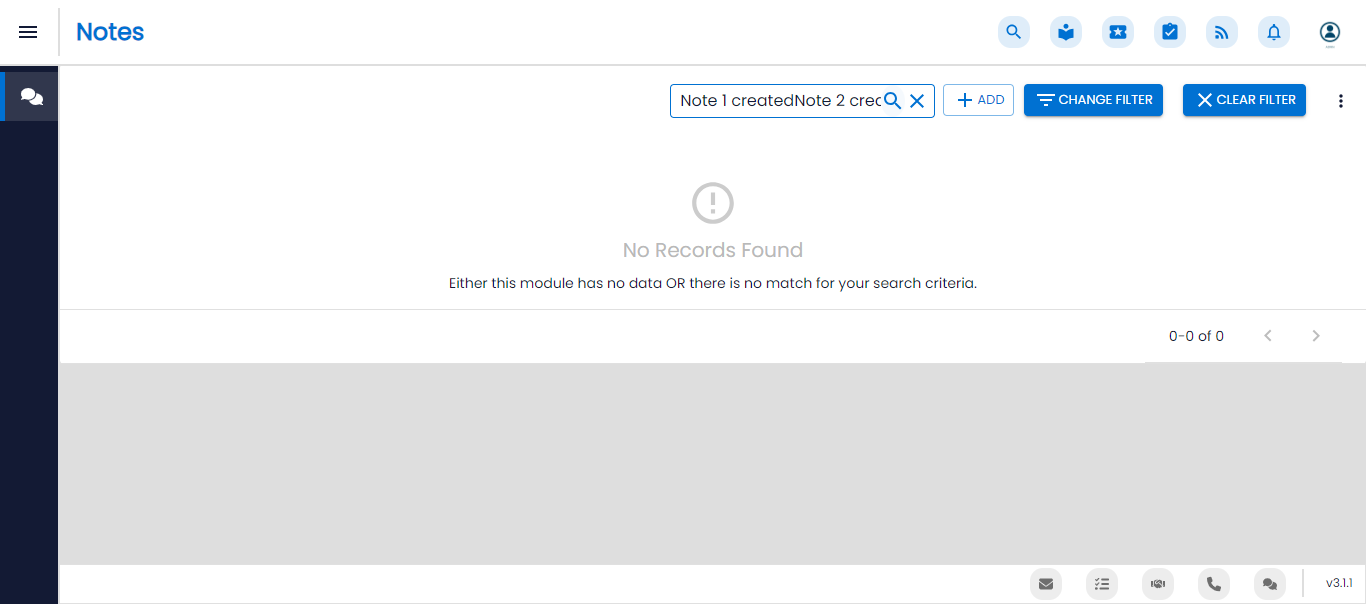 Notes
Note 1 createdNote 2 crec
ADD
CHANGE FILTER
CLEAR FILTER
No Records Found
Either this module has no data OR there is no match for your search criteria.
0-0 of 0
v3.1.1